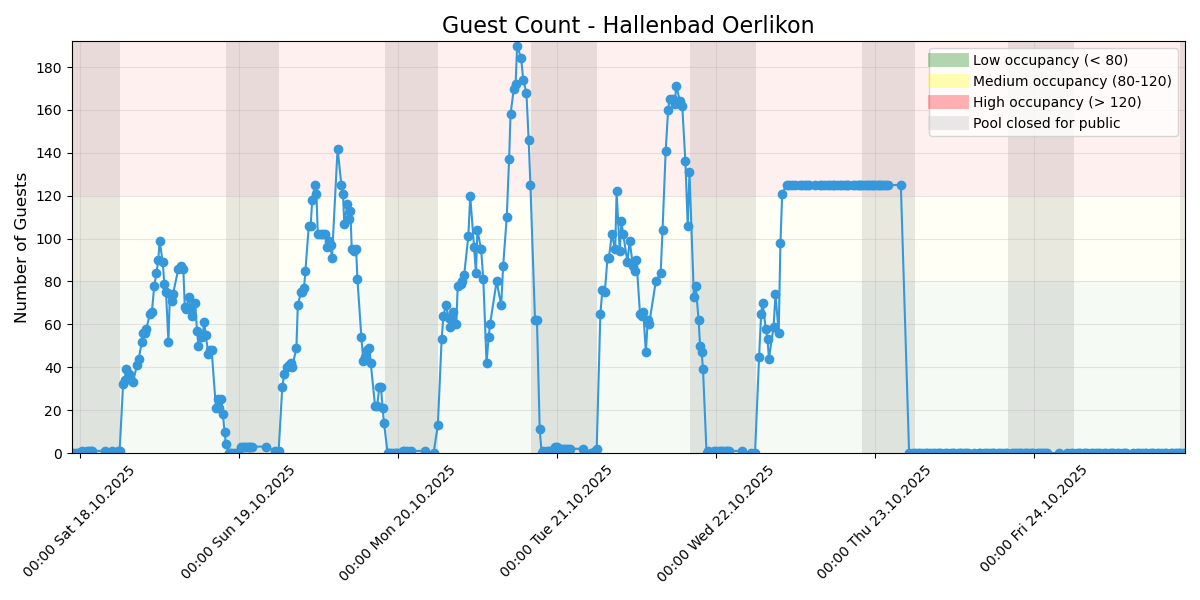 Guest Count - Hallenbad Oerlikon
Number of Guests
180
160
140
120
100
80
60
40
20
0
Low occupancy (< 80)
Medium occupancy (80-120)
High occupancy (> 120)
Pool closed for public
00:00 Sat 18.10.2025
00:00 Sun 19.10.2025
00:00 Mon 20.10.2025
00:00 Tue 21.10.2025
00:00 Wed 22.10.2025
00:00 Thu 23.10.2025
00:00 Fri 24.10.2025